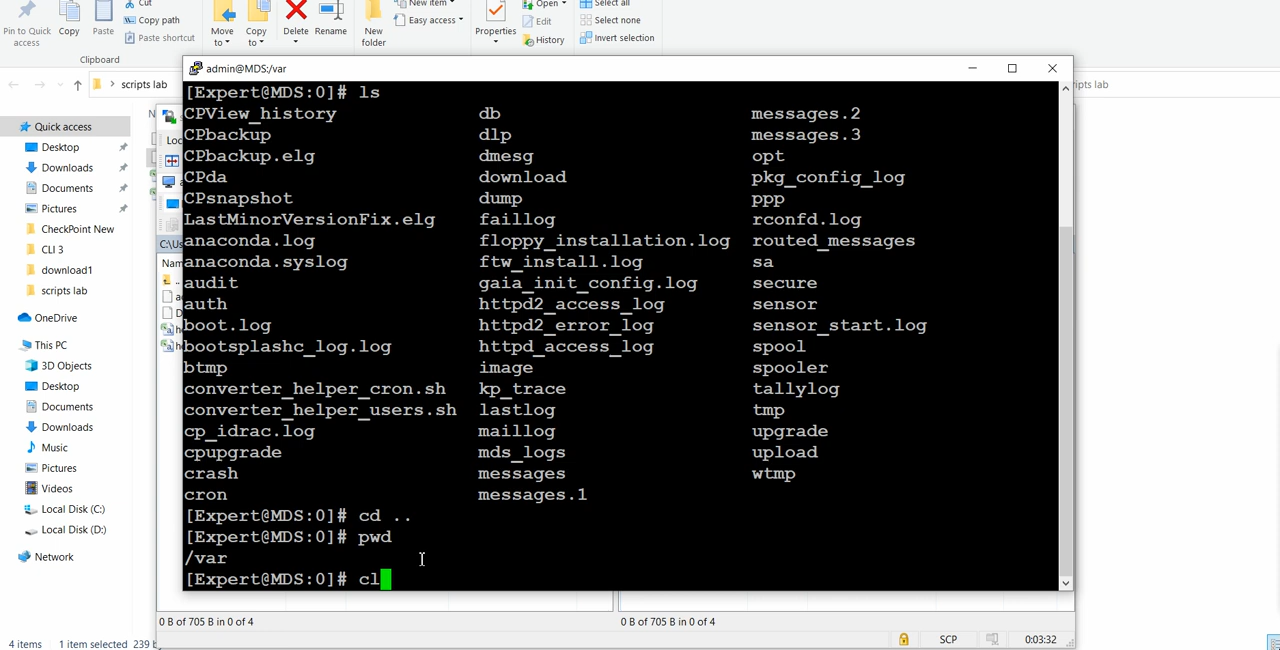 Cut
New item
Open
Select all
Pin to Quick access
Copy
Paste
Copy path
Paste shortcut
Move to
Copy to
Delete
Rename
New folder
Easy access
Properties
Edit
History
Select none
Invert selection
Clipboard
scripts lab
admin@MDS:/var
ripts lab
[Expert@MDS:0]# ls
CPView_history db messages.2
CPbackup dlp messages.3
CPbackup.elg dmesg opt
CPda download pkg_config_log
CPsnapshot dump ppp
LastMinorVersionFix.elg faillog rconfd.log
anaconda.log floppy_installation.log routed_messages
anaconda.syslog ftw_install.log sa
audit gaia_init_config.log secure
auth httpd2_access_log sensor
boot.log httpd2_error_log sensor_start.log
bootsplashc_log.log httpd_access_log spool
btmp image spooler
converter_helper_cron.sh kp_trace tallylog
converter_helper_users.sh lastlog tmp
cp_idrac.log maillog upgrade
cpupgrade mds_logs upload
crash messages wtmp
cron messages.1
[Expert@MDS:0]# cd ..
[Expert@MDS:0]# pwd
/var
[Expert@MDS:0]# cl
Quick access
Desktop
Downloads
Documents
Pictures
CheckPoint New
CLI 3
download1
scripts lab
OneDrive
This PC
3D Objects
Desktop
Documents
Downloads
Music
Pictures
Videos
Local Disk (C:)
Local Disk (D:)
Network
N
Loc
C:\Us
Nam
..
0 B of 705 B in 0 of 4
0 B of 705 B in 0 of 4
4 items
1 item selected 239 b
SCP
0:03:32